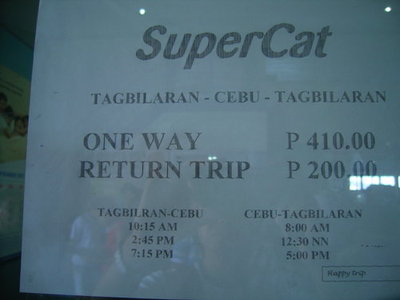 SuperCat
TAGBILARAN - CEBU - TAGBILARAN
ONE WAY P 410.00
RETURN TRIP P 200.00
TAGBILRAN-CEBU CEBU-TAGBILARAN
10:15 AM 8:00 AM
2:45 PM 12:30 NN
7:15 PM 5:00 PM
Happy trip